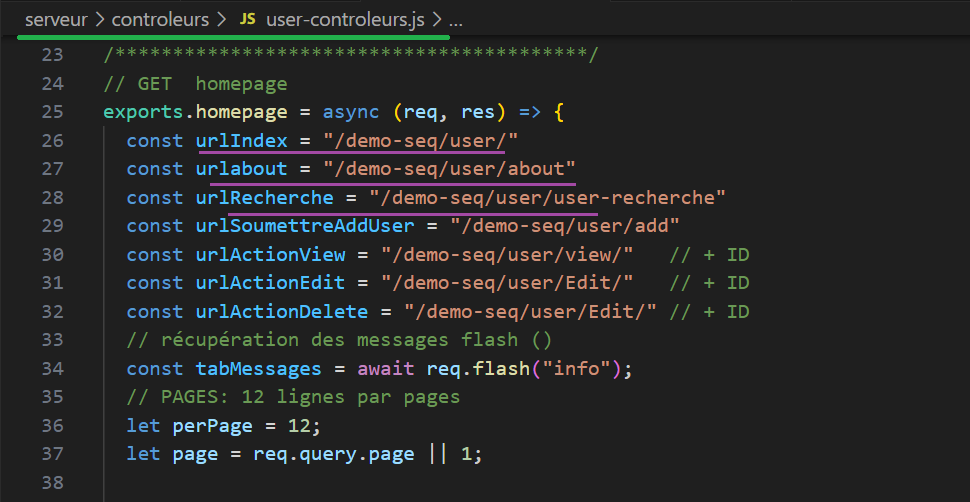 serveur > controleurs > JS user-controleurs.js > ...
23 /*****************************************/
24 // GET  homepage
25 exports.homepage = async (req, res) => {
26   const urlIndex = "/demo-seq/user/"
27   const urlabout = "/demo-seq/user/about"
28   const urlRecherche = "/demo-seq/user/user-recherche"
29   const urlSoumettreAddUser = "/demo-seq/user/add"
30   const urlActionView = "/demo-seq/user/view/"   // + ID
31   const urlActionEdit = "/demo-seq/user/Edit/"   // + ID
32   const urlActionDelete = "/demo-seq/user/Edit/" // + ID
33   // récupération des messages flash ()
34   const tabMessages = await req.flash("info");
35   // PAGES: 12 lignes par pages
36   let perPage = 12;
37   let page = req.query.page || 1;
38